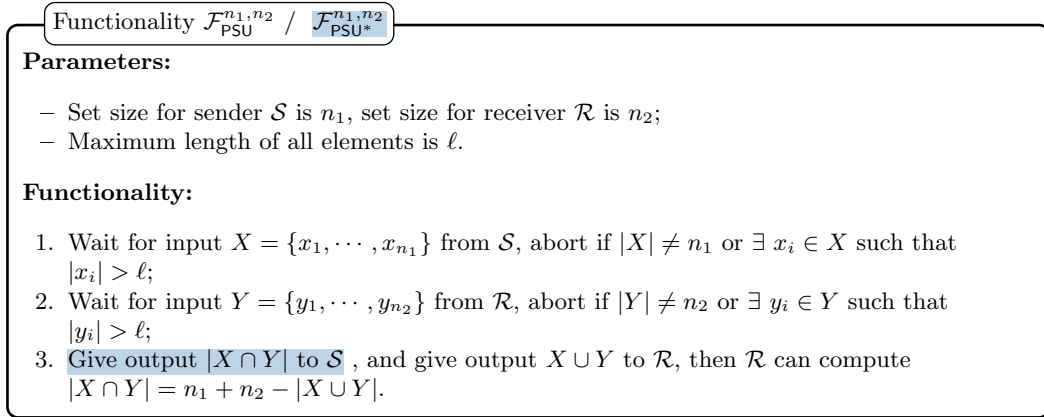 Functionality $\mathcal{F}_{\mathsf{PSU}}^{n_1,n_2}$ / $\mathcal{F}_{\mathsf{PSU}^*}^{n_1,n_2}$
Parameters:
– Set size for sender $\mathcal{S}$ is $n_1$, set size for receiver $\mathcal{R}$ is $n_2$;
– Maximum length of all elements is $\ell$.
Functionality:
1. Wait for input $X = \{x_1, \cdots, x_{n_1}\}$ from $\mathcal{S}$, abort if $|X| \neq n_1$ or $\exists\ x_i \in X$ such that
$|x_i| > \ell$;
2. Wait for input $Y = \{y_1, \cdots, y_{n_2}\}$ from $\mathcal{R}$, abort if $|Y| \neq n_2$ or $\exists\ y_i \in Y$ such that
$|y_i| > \ell$;
3. Give output $|X \cap Y|$ to $\mathcal{S}$ , and give output $X \cup Y$ to $\mathcal{R}$, then $\mathcal{R}$ can compute
$|X \cap Y| = n_1 + n_2 - |X \cup Y|$.